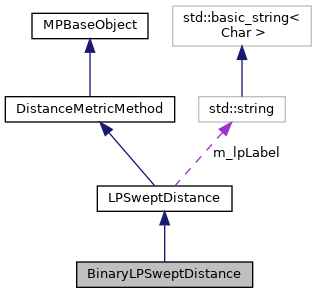 MPBaseObject
std::basic_string<
Char >
DistanceMetricMethod
std::string
m_lpLabel
LPSweptDistance
BinaryLPSweptDistance